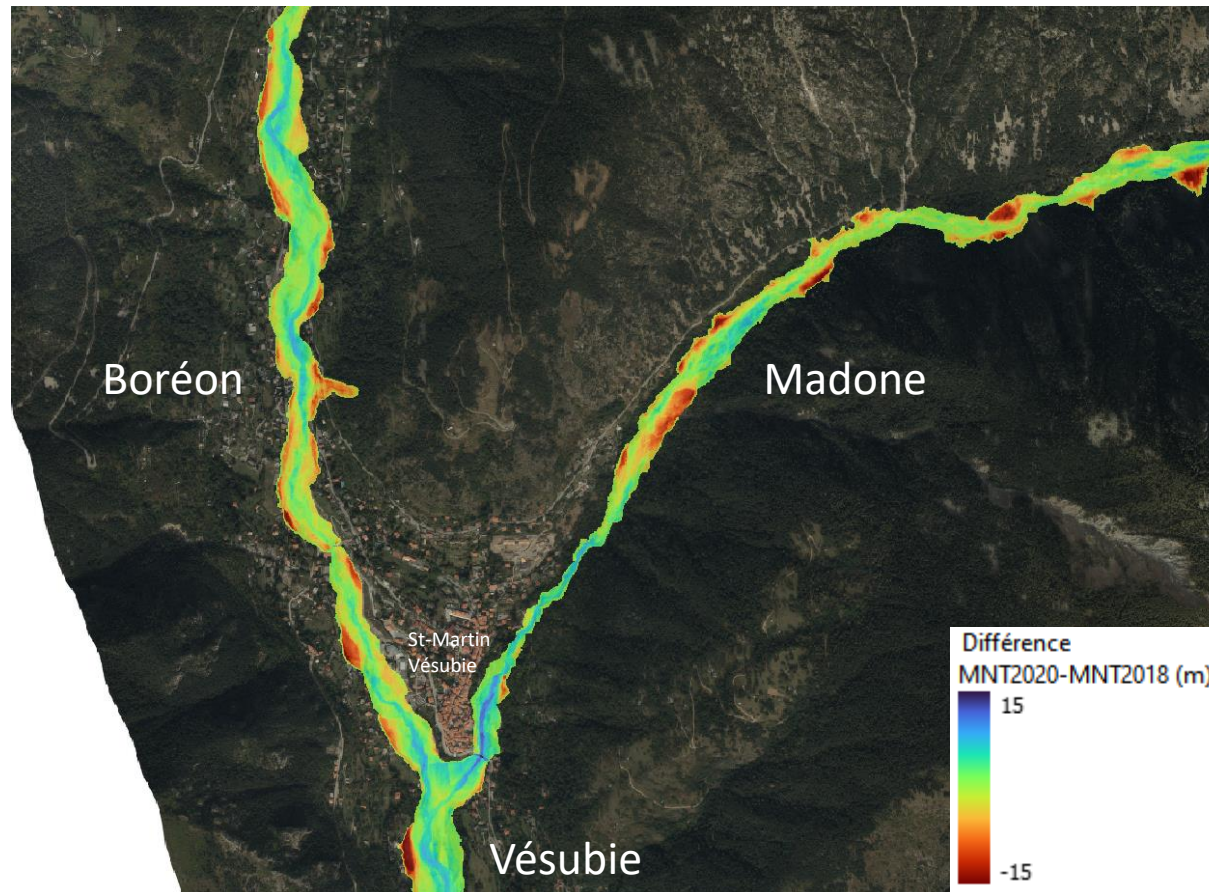 Boréon
Madone
St-Martin
Vésubie
Vésubie
Différence
MNT2020-MNT2018 (m)
15
-15